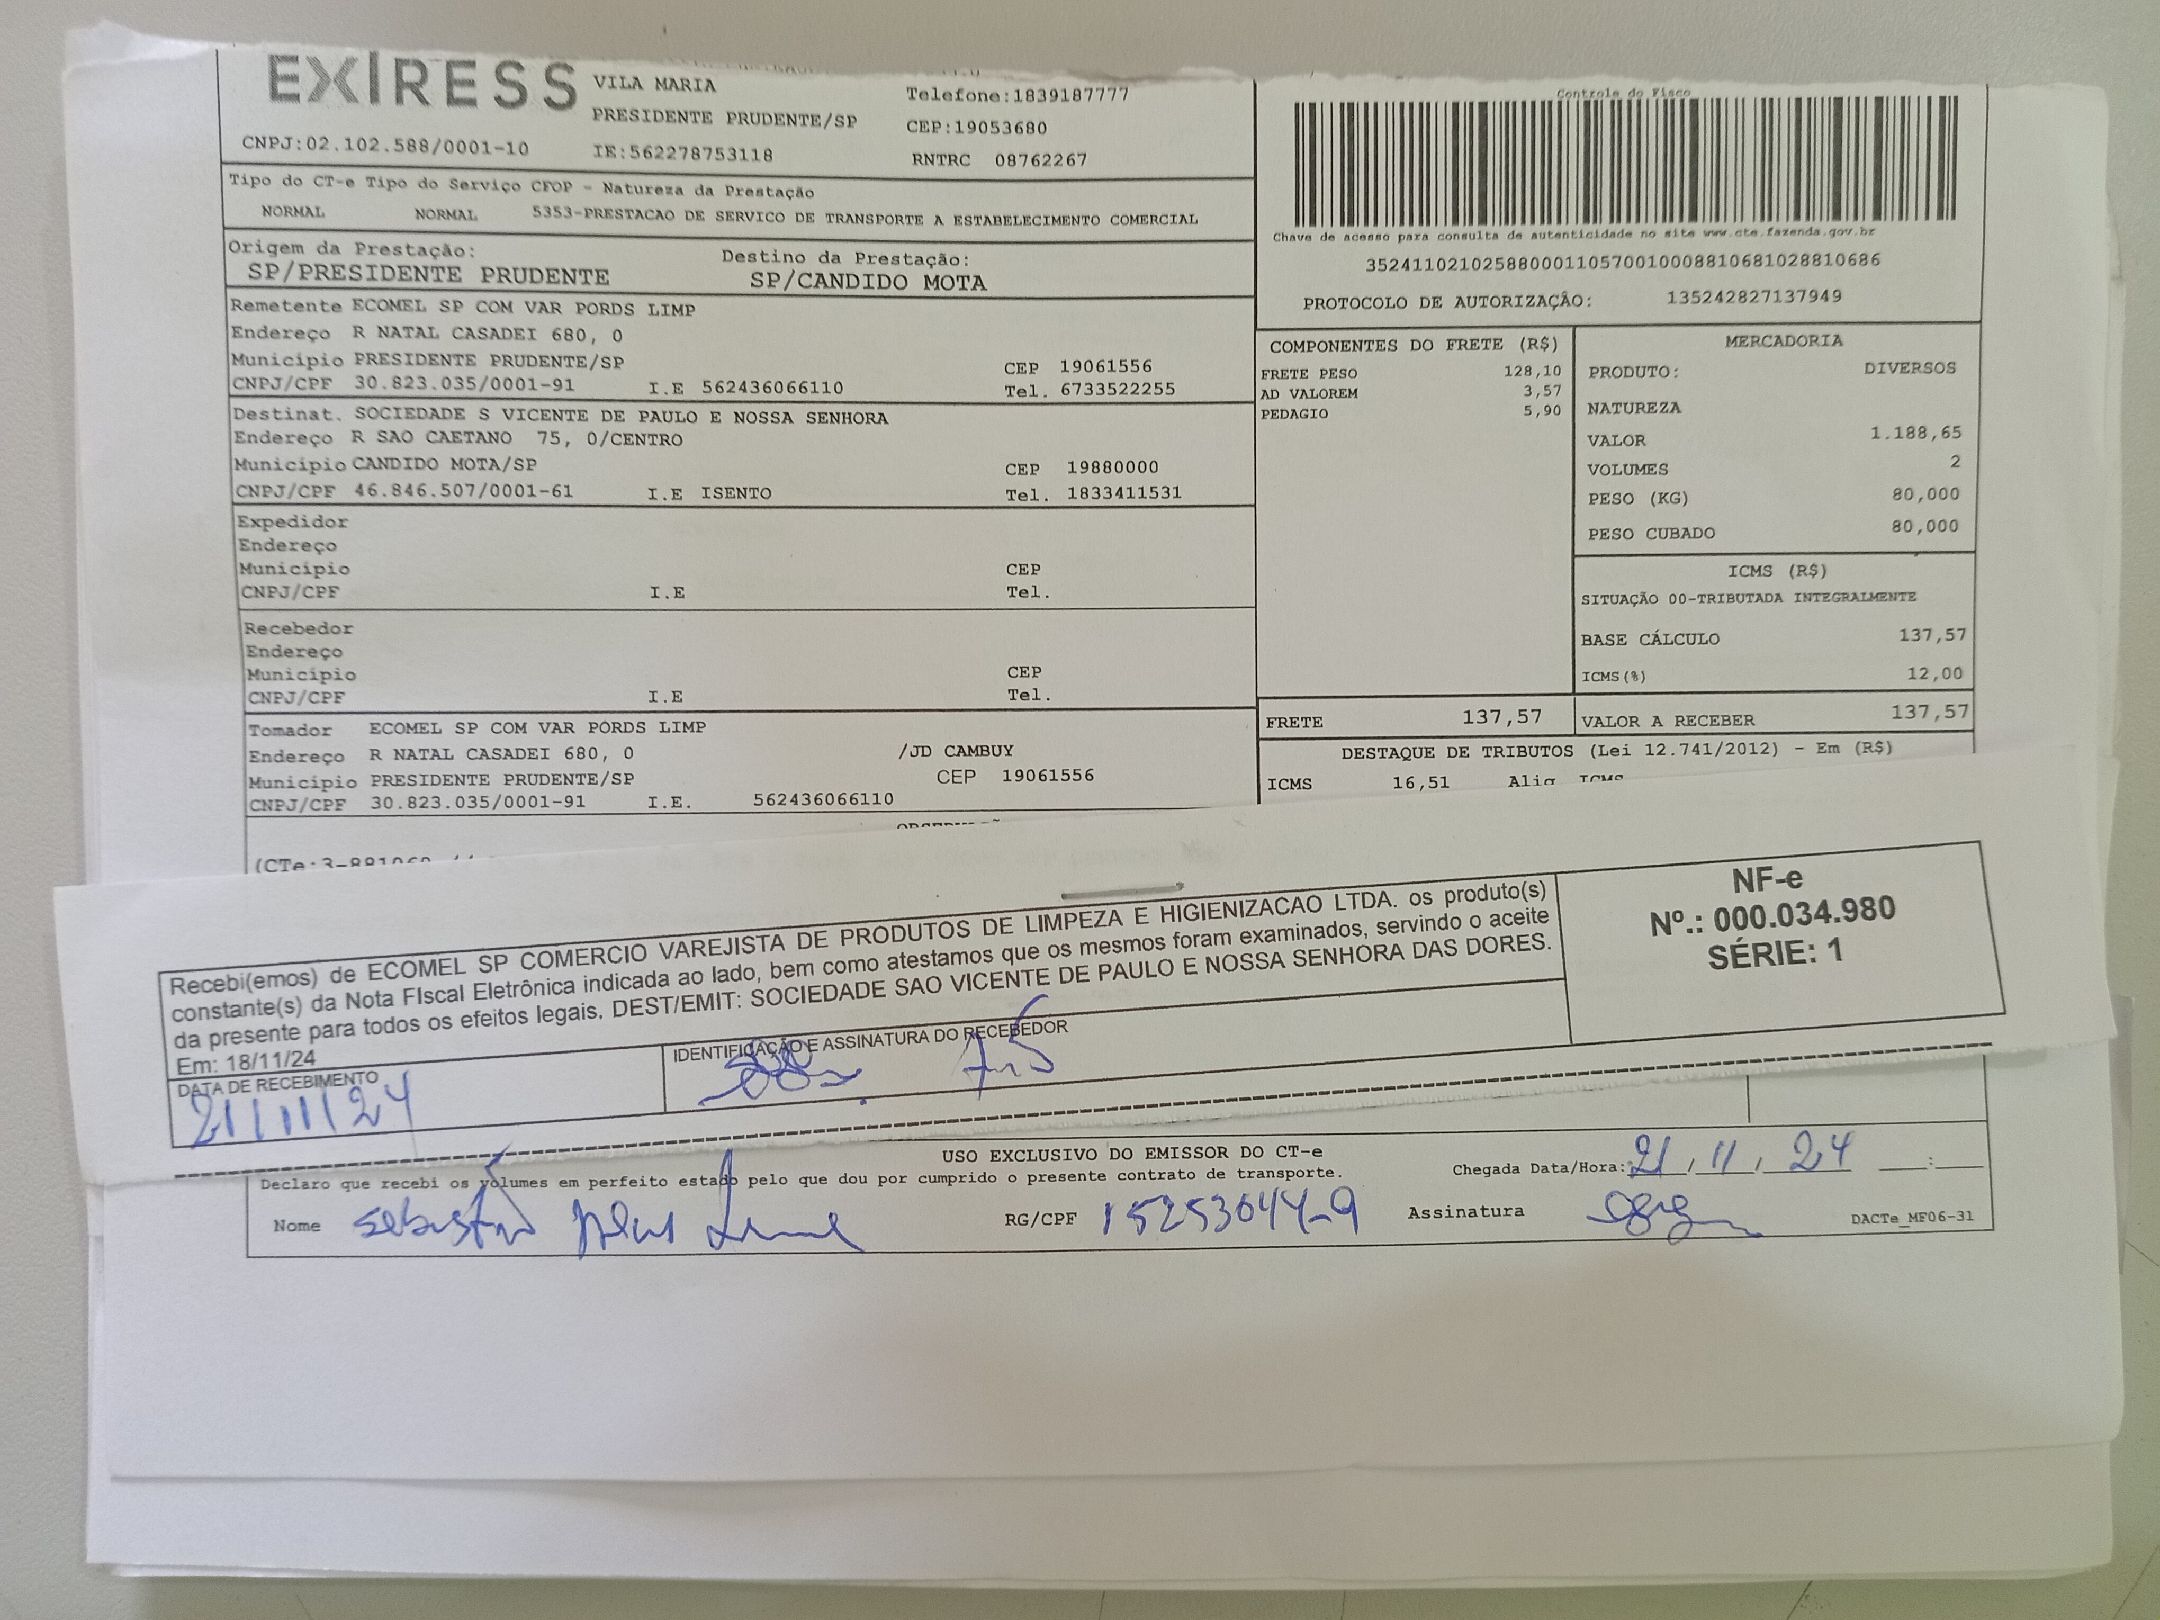 EXPRESS
VILA MARIA
PRESIDENTE PRUDENTE/SP
Telefone:1839187777
CEP:19053680
CNPJ:02.102.588/0001-10 IE:562278753118 RNTRC 08762267
Tipo do CT-e Tipo do Serviço CFOP - Natureza da Prestação
NORMAL NORMAL 5353-PRESTACAO DE SERVICO DE TRANSPORTE A ESTABELECIMENTO COMERCIAL
Origem da Prestação: Destino da Prestação:
SP/PRESIDENTE PRUDENTE SP/CANDIDO MOTA
Controle do Fisco
Chave de acesso para consulta de autenticidade no site www.cte.fazenda.gov.br
35241102102588000110570010008810681028810686
PROTOCOLO DE AUTORIZAÇÃO: 135242827137949
Remetente ECOMEL SP COM VAR PORDS LIMP
Endereço R NATAL CASADEI 680, 0
Município PRESIDENTE PRUDENTE/SP CEP 19061556
CNPJ/CPF 30.823.035/0001-91 I.E 562436066110 Tel. 6733522255
Destinat. SOCIEDADE S VICENTE DE PAULO E NOSSA SENHORA
Endereço R SAO CAETANO 75, 0/CENTRO
Município CANDIDO MOTA/SP CEP 19880000
CNPJ/CPF 46.846.507/0001-61 I.E ISENTO Tel. 1833411531
Expedidor
Endereço
Município CEP
CNPJ/CPF I.E Tel.
Recebedor
Endereço
Município CEP
CNPJ/CPF I.E Tel.
Tomador ECOMEL SP COM VAR PORDS LIMP
Endereço R NATAL CASADEI 680, 0 /JD CAMBUY
Município PRESIDENTE PRUDENTE/SP CEP 19061556
CNPJ/CPF 30.823.035/0001-91 I.E. 562436066110
COMPONENTES DO FRETE (R$)
FRETE PESO 128,10
AD VALOREM 3,57
PEDAGIO 5,90
MERCADORIA
PRODUTO: DIVERSOS
NATUREZA
VALOR 1.188,65
VOLUMES 2
PESO (KG) 80,000
PESO CUBADO 80,000
ICMS (R$)
SITUAÇÃO 00-TRIBUTADA INTEGRALMENTE
BASE CÁLCULO 137,57
ICMS(%) 12,00
FRETE 137,57 VALOR A RECEBER 137,57
DESTAQUE DE TRIBUTOS (Lei 12.741/2012) - Em (R$)
ICMS 16,51 Aliq ICMS
Recebi(emos) de ECOMEL SP COMERCIO VAREJISTA DE PRODUTOS DE LIMPEZA E HIGIENIZACAO LTDA. os produto(s)
constante(s) da Nota FIscal Eletrônica indicada ao lado, bem como atestamos que os mesmos foram examinados, servindo o aceite
da presente para todos os efeitos legais. DEST/EMIT: SOCIEDADE SAO VICENTE DE PAULO E NOSSA SENHORA DAS DORES.
Em: 18/11/24
DATA DE RECEBIMENTO
21/11/24
IDENTIFICAÇÃO E ASSINATURA DO RECEBEDOR
NF-e
Nº.: 000.034.980
SÉRIE: 1
USO EXCLUSIVO DO EMISSOR DO CT-e
Declaro que recebi os volumes em perfeito estado pelo que dou por cumprido o presente contrato de transporte.
Chegada Data/Hora: 21, 11, 24 __:__
Nome RG/CPF 15253044-9 Assinatura
DACTe_MF06-31